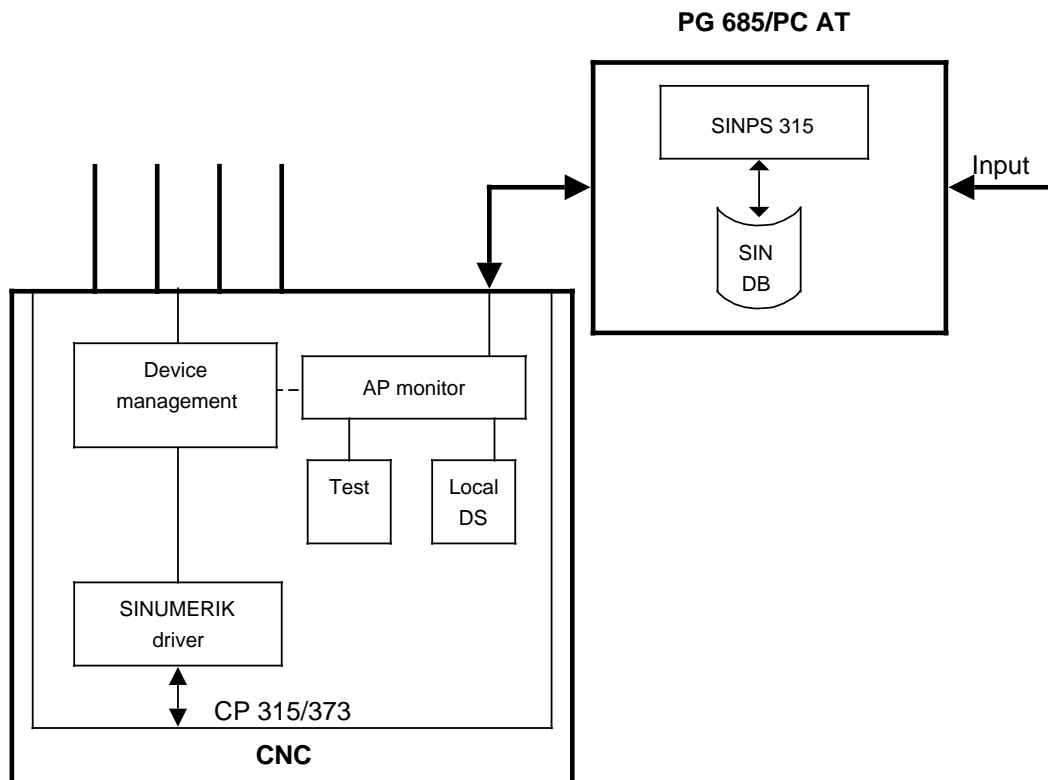 PG 685/PC AT
SINPS 315
Input
SIN
DB
Device
management
AP monitor
Test
Local
DS
SINUMERIK
driver
CP 315/373
CNC